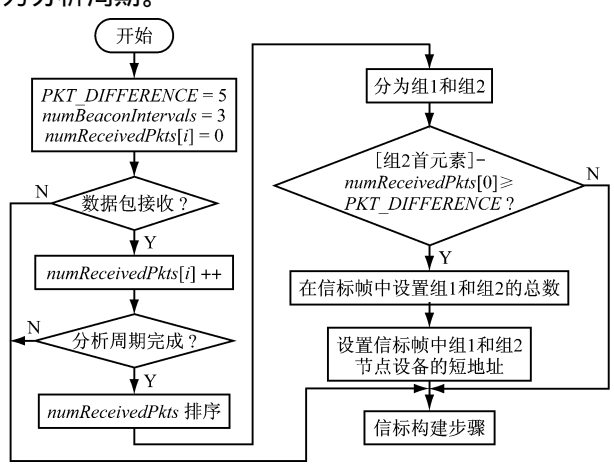 为分析周期。
开始
PKT_DIFFERENCE = 5
numBeaconIntervals = 3
numReceivedPkts[i] = 0
N
数据包接收？
Y
numReceivedPkts[i] ++
N
分析周期完成？
Y
numReceivedPkts 排序
分为组1和组2
[组2首元素]-
numReceivedPkts[0]≥
PKT_DIFFERENCE？
N
Y
在信标帧中设置组1和组2的总数
设置信标帧中组1和组2
节点设备的短地址
信标构建步骤